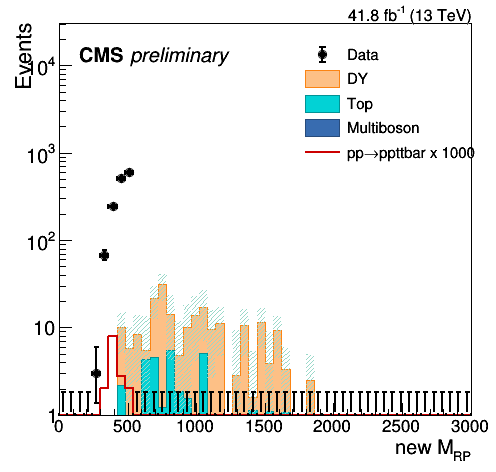 41.8 fb⁻¹ (13 TeV)
Events
CMS preliminary
Data
DY
Top
Multiboson
pp→ppttbar x 1000
10⁴
10³
10²
10
1
0 500 1000 1500 2000 2500 3000
new M_RP